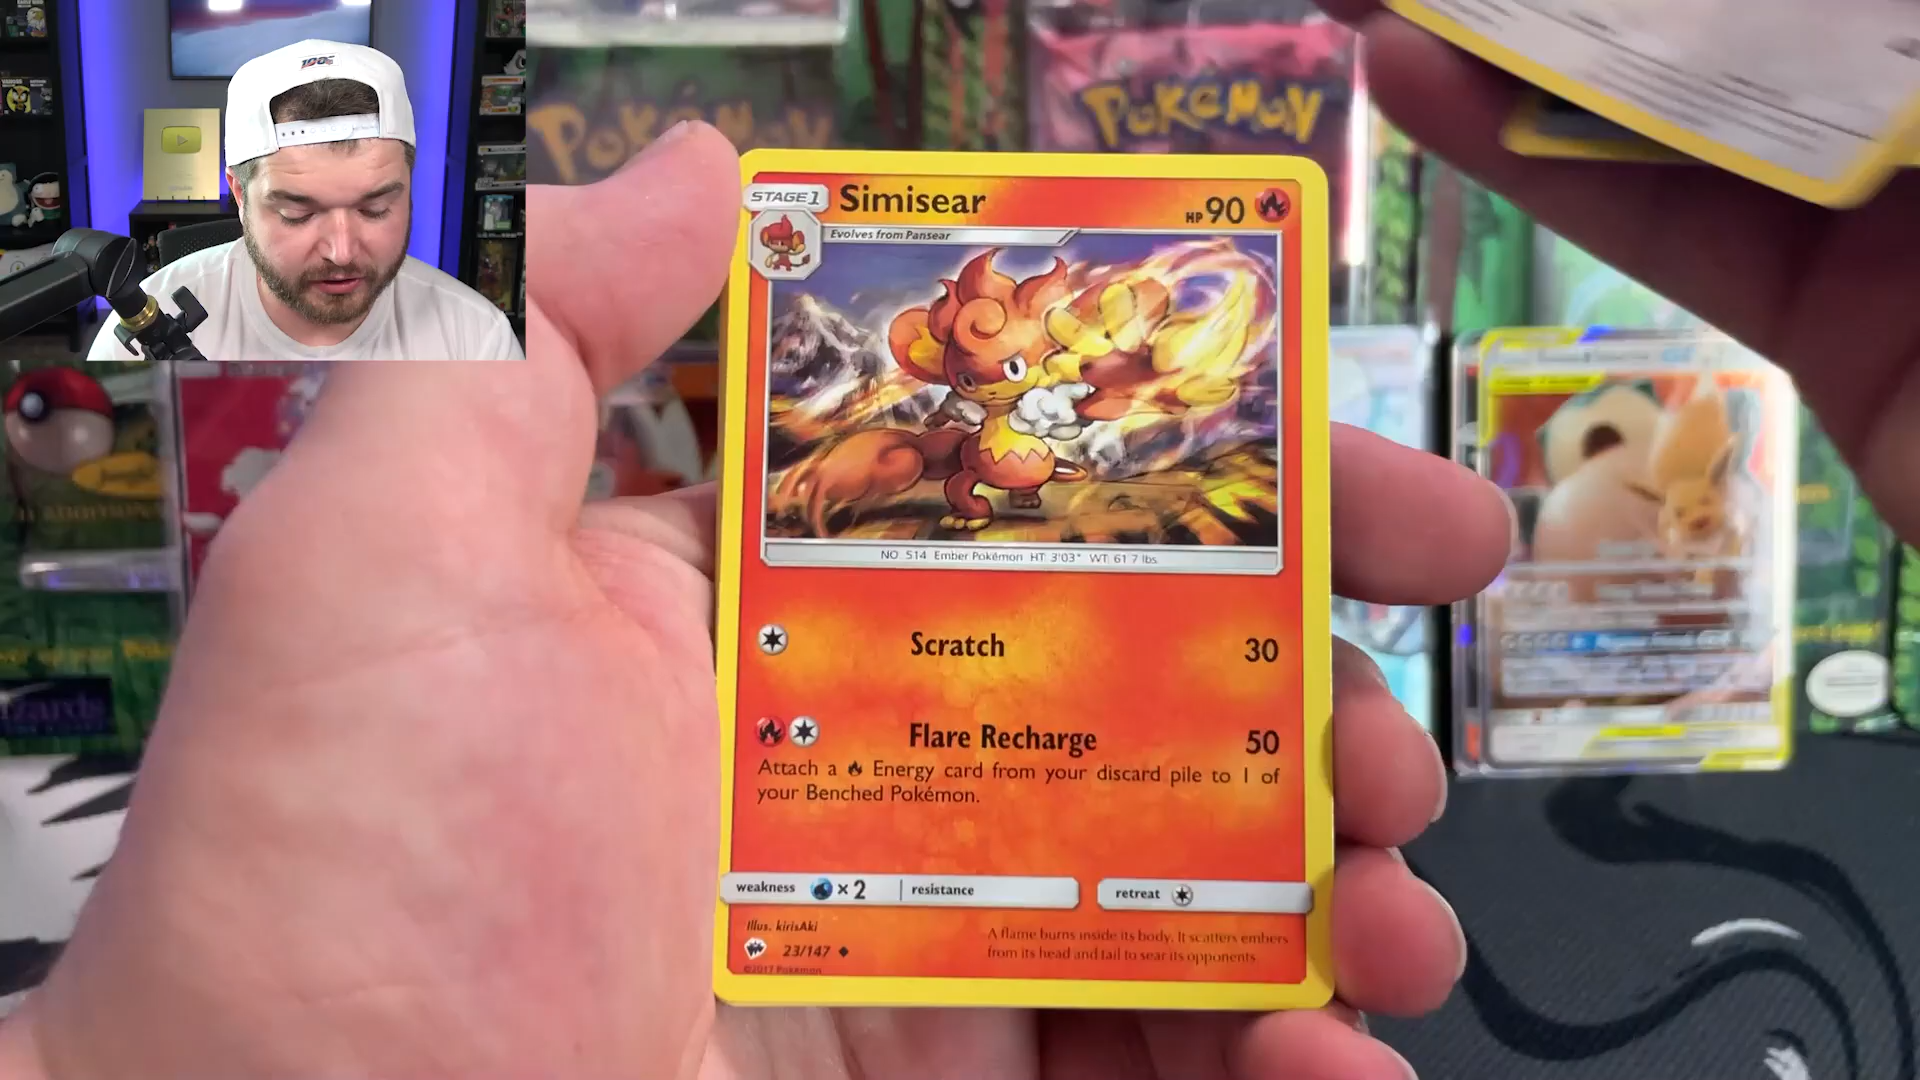 POKéMON
POKéMON
STAGE 1
Simisear
HP 90
Evolves from Pansear
NO. 514 Ember Pokémon HT: 3'03" WT: 61.7 lbs.
Scratch 30
Flare Recharge 50
Attach a Energy card from your discard pile to 1 of
your Benched Pokémon.
weakness × 2 resistance retreat
Illus. kirisAki
23/147
©2017 Pokémon
A flame burns inside its body. It scatters embers
from its head and tail to sear its opponents.